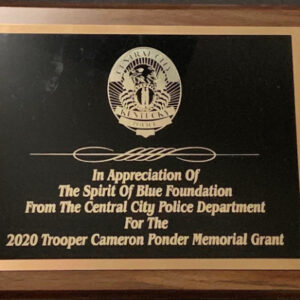 CENTRAL CITY
KENTUCKY
POLICE
In Appreciation Of
The Spirit Of Blue Foundation
From The Central City Police Department
For The
2020 Trooper Cameron Ponder Memorial Grant